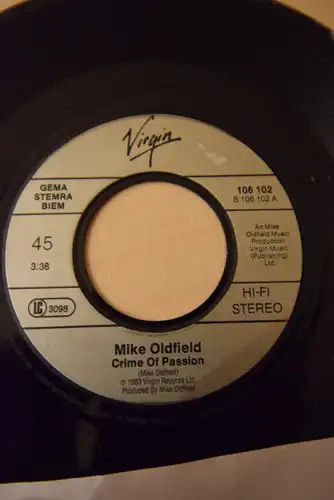 Virgin
GEMA
STEMRA
BIEM
106 102
S 106 102 A
45
3:38
An Mike
Oldfield Music
Production
Virgin Music
(Publishing)
Ltd.
LC 3098
HI-FI
STEREO
Mike Oldfield
Crime Of Passion
(Mike Oldfield)
℗ 1983 Virgin Records Ltd.
Produced By Mike Oldfield